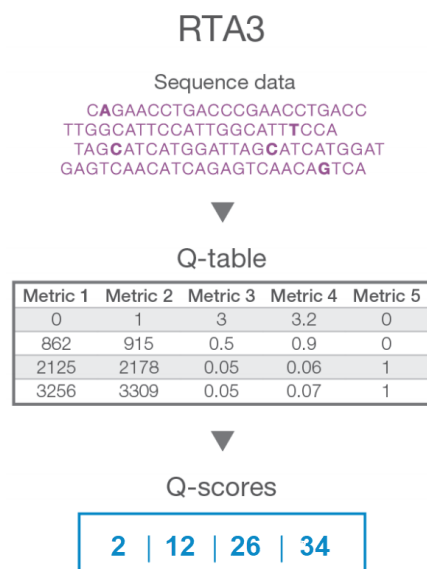 RTA3
Sequence data
CAGAACCTGACCCGAACCTGACC
TTGGCATTCCATTGGCATTTCCA
TAGCATCATGGATTAGCATCATGGAT
GAGTCAACATCAGAGTCAACAGTCA
Q-table
Metric 1 Metric 2 Metric 3 Metric 4 Metric 5
0 1 3 3.2 0
862 915 0.5 0.9 0
2125 2178 0.05 0.06 1
3256 3309 0.05 0.07 1
Q-scores
2 | 12 | 26 | 34